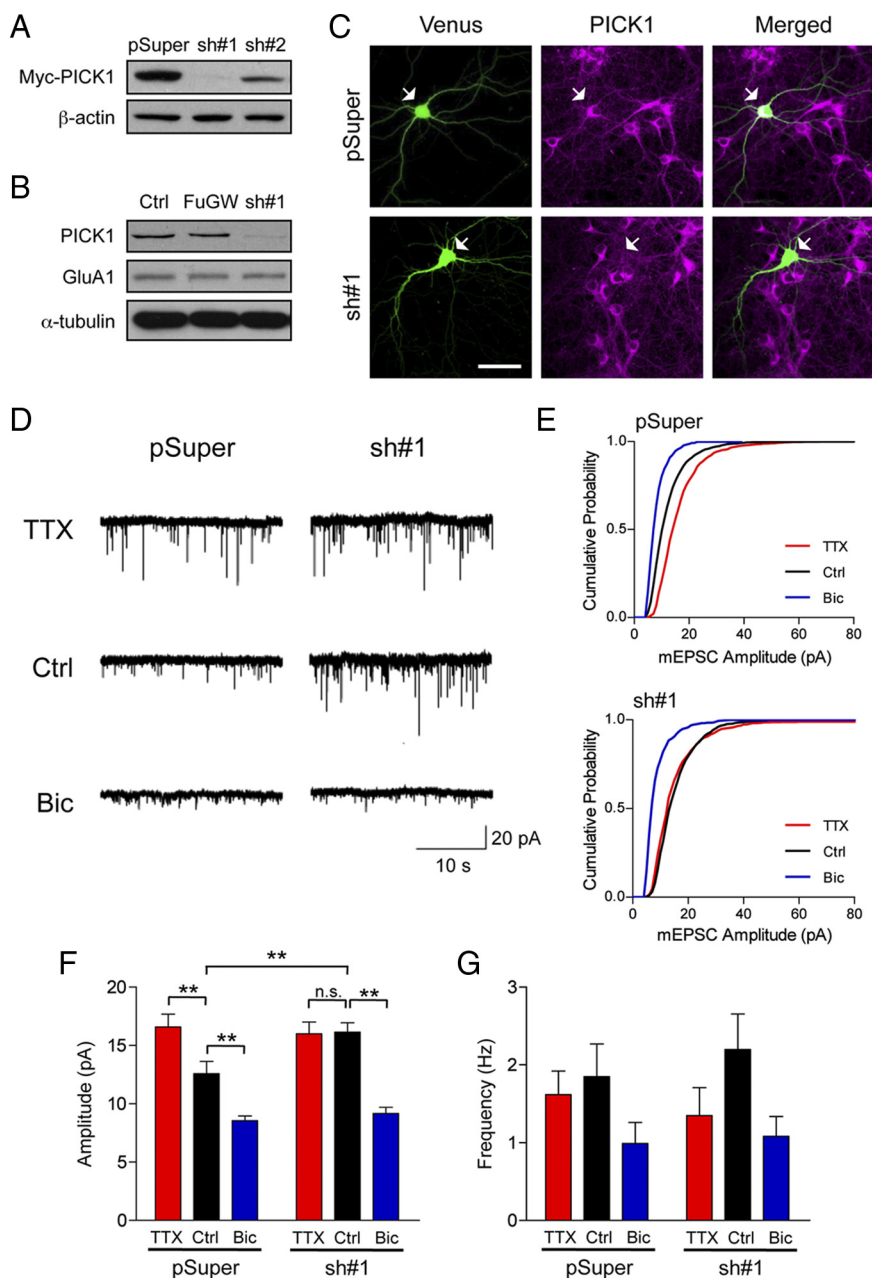 A
pSuper sh#1 sh#2
Myc-PICK1
β-actin
B
Ctrl FuGW sh#1
PICK1
GluA1
α-tubulin
C
Venus PICK1 Merged
pSuper
sh#1
D
pSuper sh#1
TTX
Ctrl
Bic
20 pA
10 s
E
pSuper
Cumulative Probability
1.0
0.5
0.0
TTX
Ctrl
Bic
0 20 40 60 80
mEPSC Amplitude (pA)
sh#1
Cumulative Probability
1.0
0.5
0.0
TTX
Ctrl
Bic
0 20 40 60 80
mEPSC Amplitude (pA)
F
Amplitude (pA)
20
15
10
5
0
**
**
**
n.s.
**
TTX Ctrl Bic TTX Ctrl Bic
pSuper sh#1
G
Frequency (Hz)
3
2
1
0
TTX Ctrl Bic TTX Ctrl Bic
pSuper sh#1